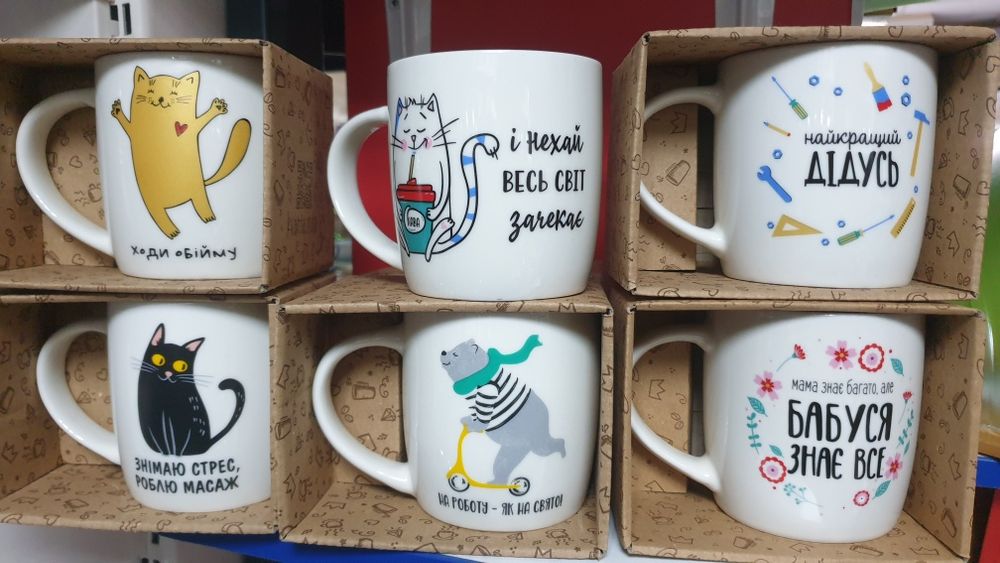 ХОДИ ОБІЙМУ
КАВА
і нехай
ВЕСЬ СВІТ
зачекає
найкращий
ДІДУСЬ
ЗНІМАЮ СТРЕС,
РОБЛЮ МАСАЖ
НА РОБОТУ - ЯК НА СВЯТО!
мама знає багато, але
БАБУСЯ
ЗНАЄ ВСЕ